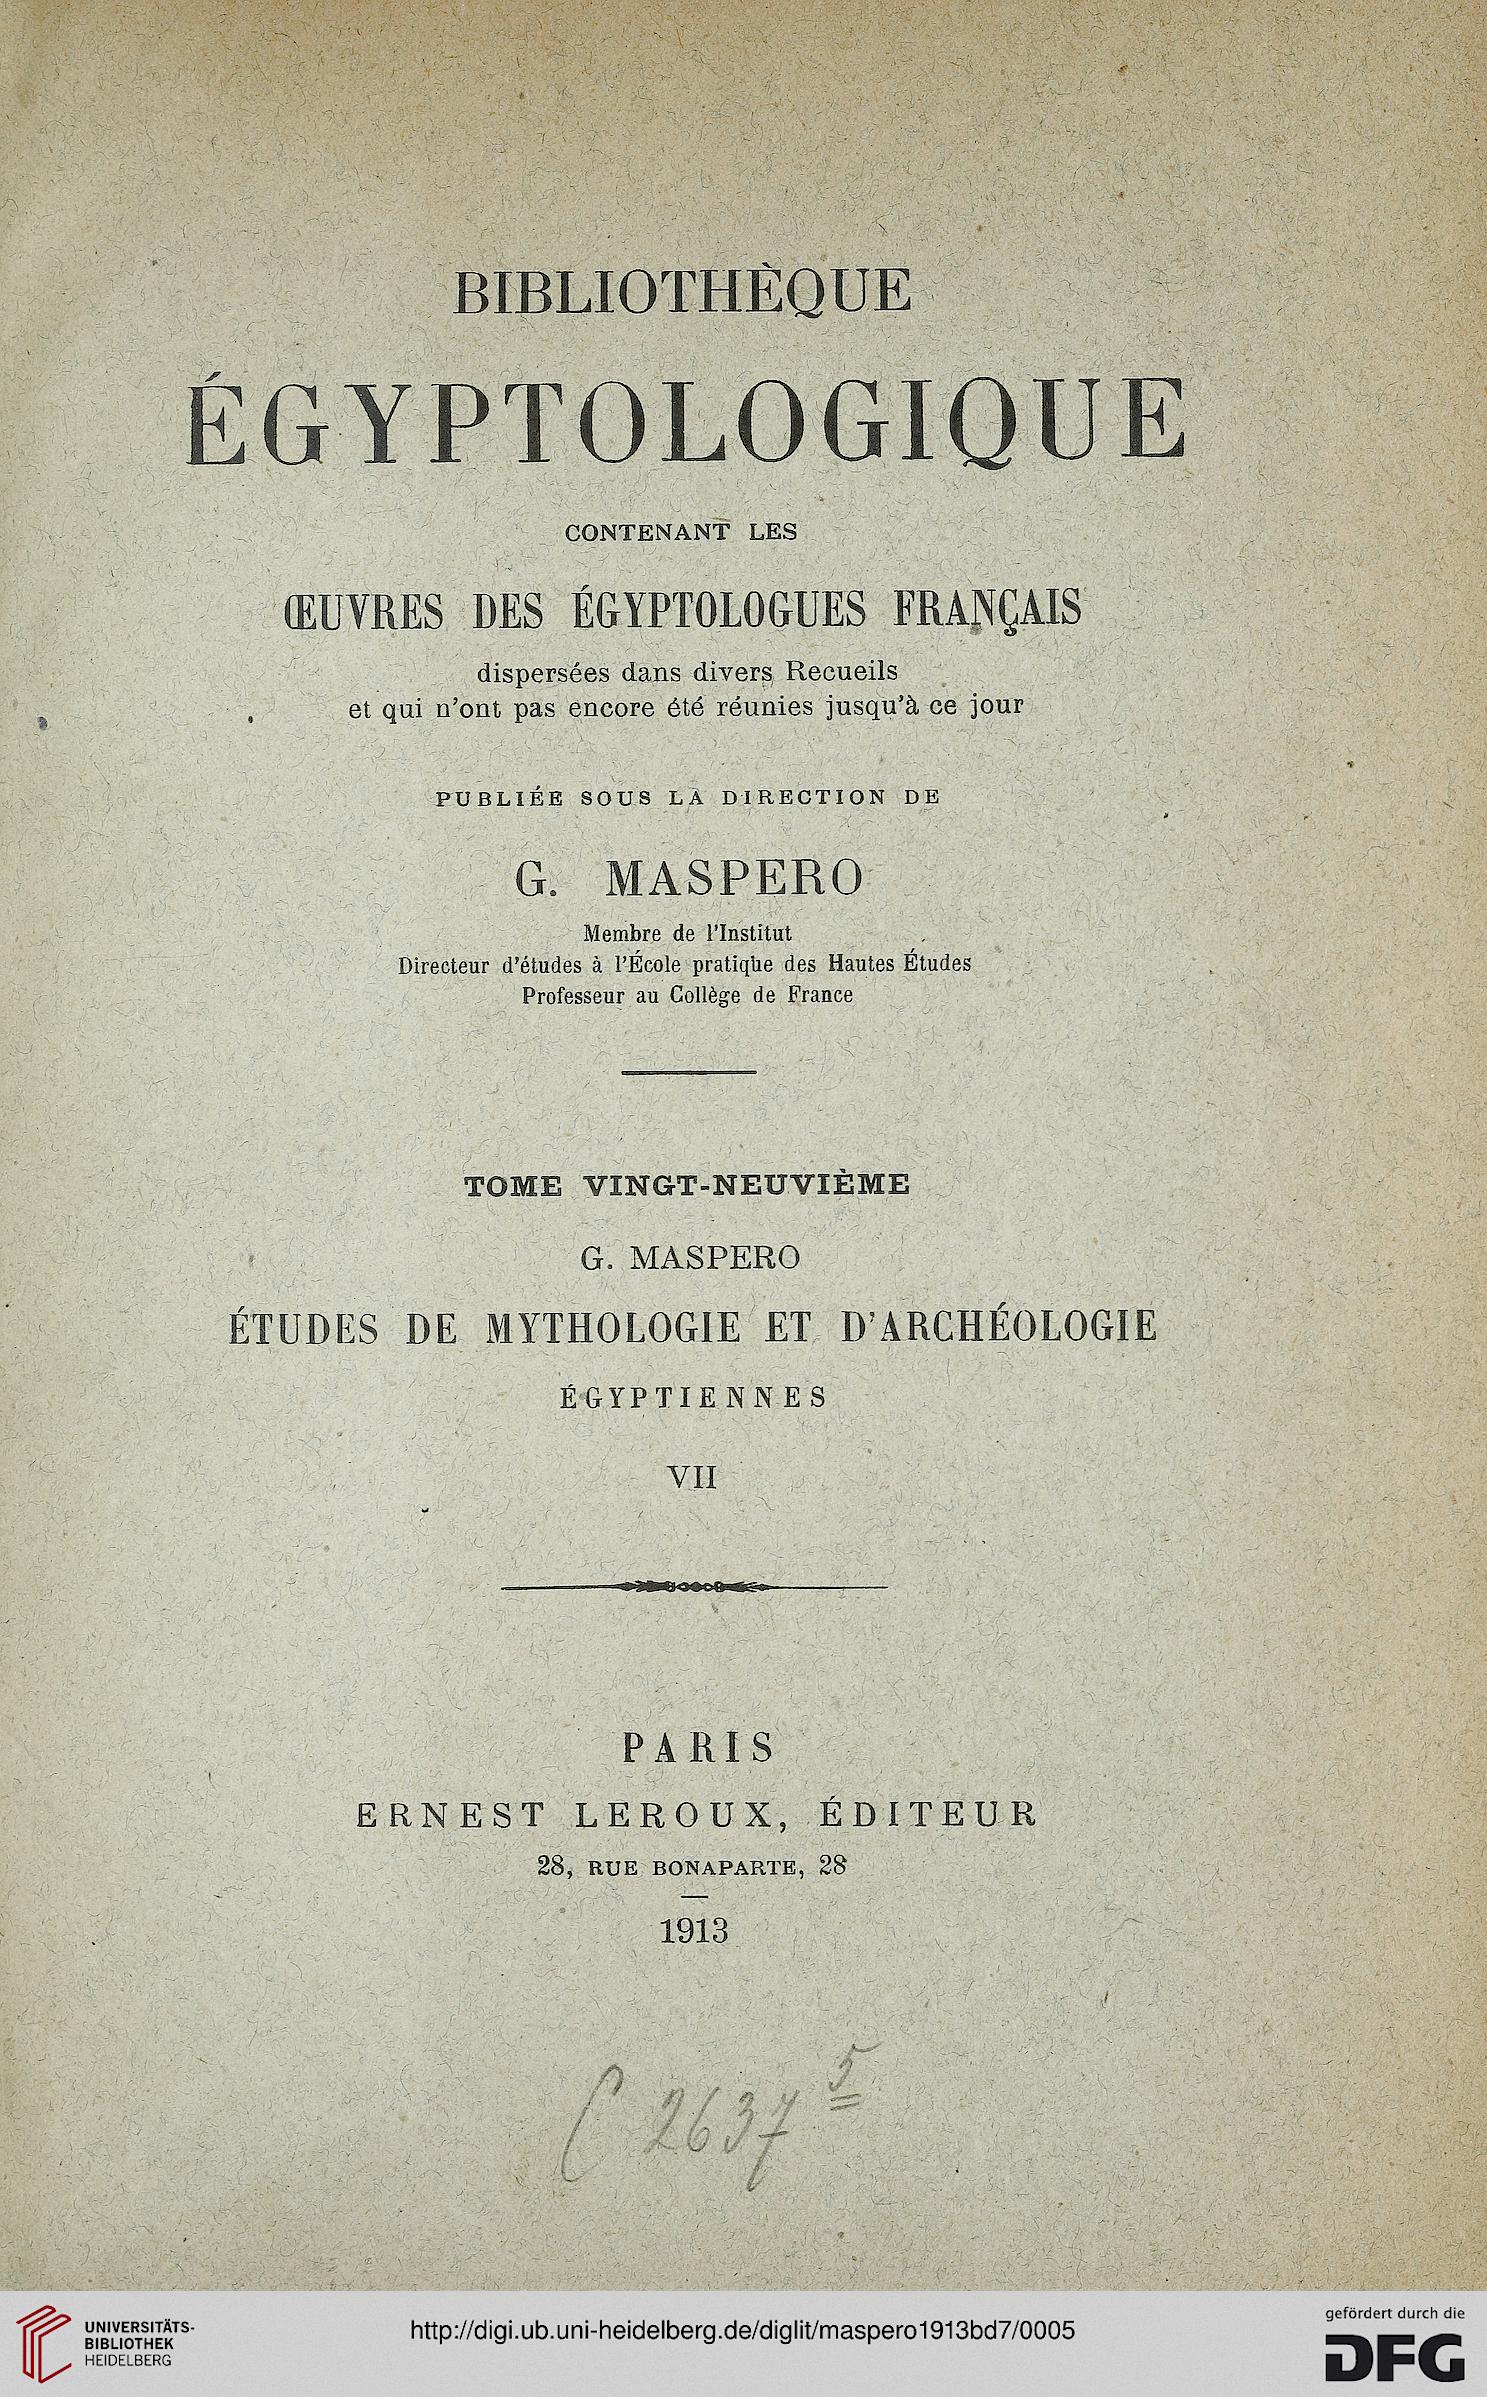 BIBLIOTHÈQUE
ÉGYPTOLOGIQUE
CONTENANT LES
ŒUVRES DES ÉGYPTOLOGUES FRANÇAIS
dispersées dans divers Recueils
et qui n'ont pas encore été réunies jusqu'à ce jour
PUBLIÉE SOUS LA DIRECTION DE
G. MASPERO
Membre de l'Institut
Directeur d'études à l'École pratique des Hautes Études
Professeur au Collège de France
TOME VINGT-NEUVIÈME
G. MASPERO
ÉTUDES DE MYTHOLOGIE ET D'ARCHÉOLOGIE
ÉGYPTIENNES
VII
PARIS
ERNEST LEROUX, ÉDITEUR
28, RUE BONAPARTE, 28
1913
C 2637 5
UNIVERSITÄTS-
BIBLIOTHEK
HEIDELBERG
http://digi.ub.uni-heidelberg.de/diglit/maspero1913bd7/0005
gefördert durch die
DFG